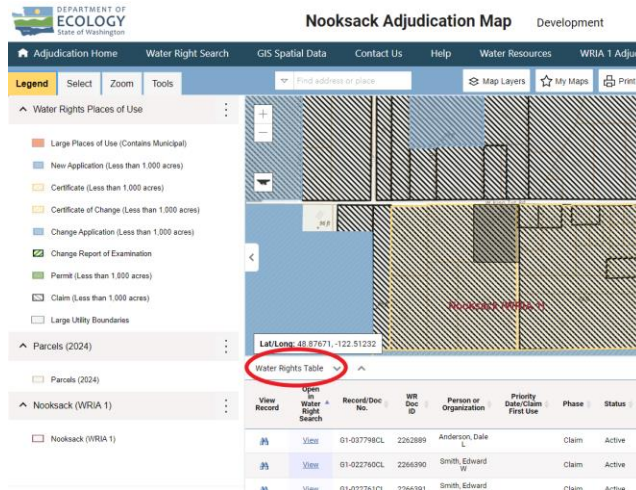 DEPARTMENT OF
ECOLOGY
State of Washington
Nooksack Adjudication Map Development
Adjudication Home Water Right Search GIS Spatial Data Contact Us Help Water Resources WRIA 1 Adju
Legend Select Zoom Tools
Find address or place
Map Layers My Maps Print
Water Rights Places of Use
Large Places of Use (Contains Municipal)
New Application (Less than 1,000 acres)
Certificate (Less than 1,000 acres)
Certificate of Change (Less than 1,000 acres)
Change Application (Less than 1,000 acres)
Change Report of Examination
Permit (Less than 1,000 acres)
Claim (Less than 1,000 acres)
Large Utility Boundaries
Parcels (2024)
Parcels (2024)
Nooksack (WRIA 1)
Nooksack (WRIA 1)
Nooksack (WRIA 1)
Lat/Long: 48.87671, -122.51232
Water Rights Table
View Record Open in Water Right Search Record/Doc No. WR Doc ID Person or Organization Priority Date/Claim First Use Phase Status
View G1-037798CL 2262889 Anderson, Dale L Claim Active
View G1-022760CL 2266390 Smith, Edward W Claim Active
View G1-022761CL 2266391 Smith, Edward Claim Active